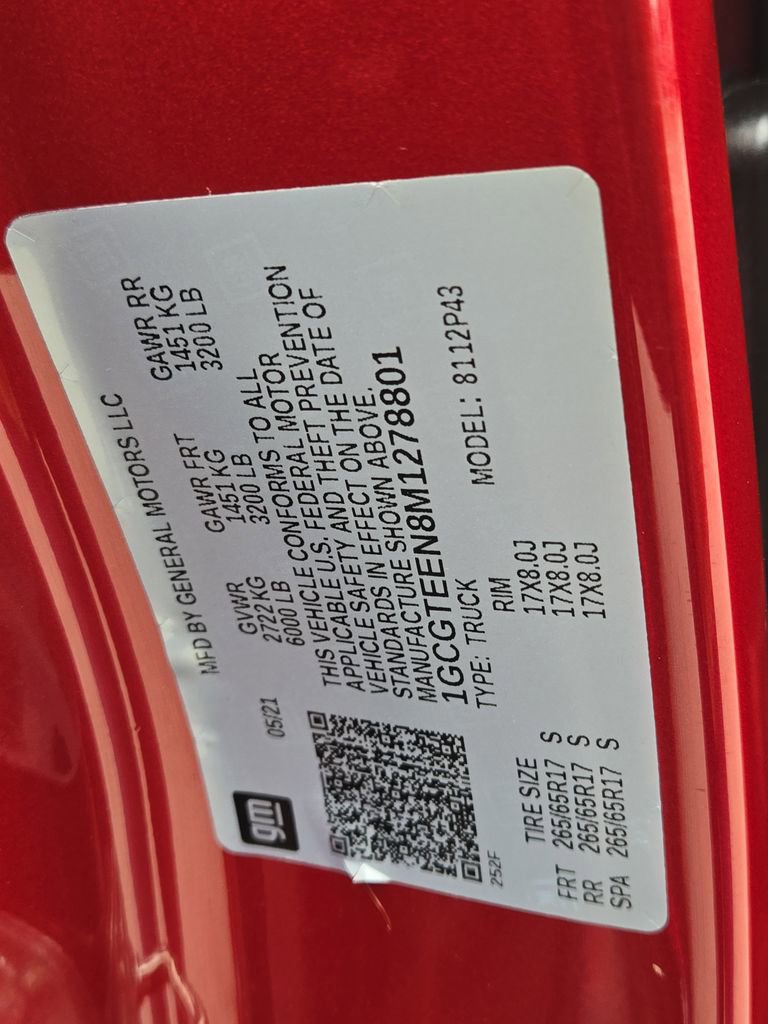 MFD BY GENERAL MOTORS LLC
gm
05/21
GVWR GAWR FRT GAWR RR
2722 KG 1451 KG 1451 KG
6000 LB 3200 LB 3200 LB
THIS VEHICLE CONFORMS TO ALL
APPLICABLE U.S. FEDERAL MOTOR
VEHICLE SAFETY AND THEFT PREVENTION
STANDARDS IN EFFECT ON THE DATE OF
MANUFACTURE SHOWN ABOVE.
1GCGTEEN8M1278801
TYPE: TRUCK MODEL: 8112P43
252F
TIRE SIZE RIM
FRT 265/65R17 S 17X8.0J
RR 265/65R17 S 17X8.0J
SPA 265/65R17 S 17X8.0J